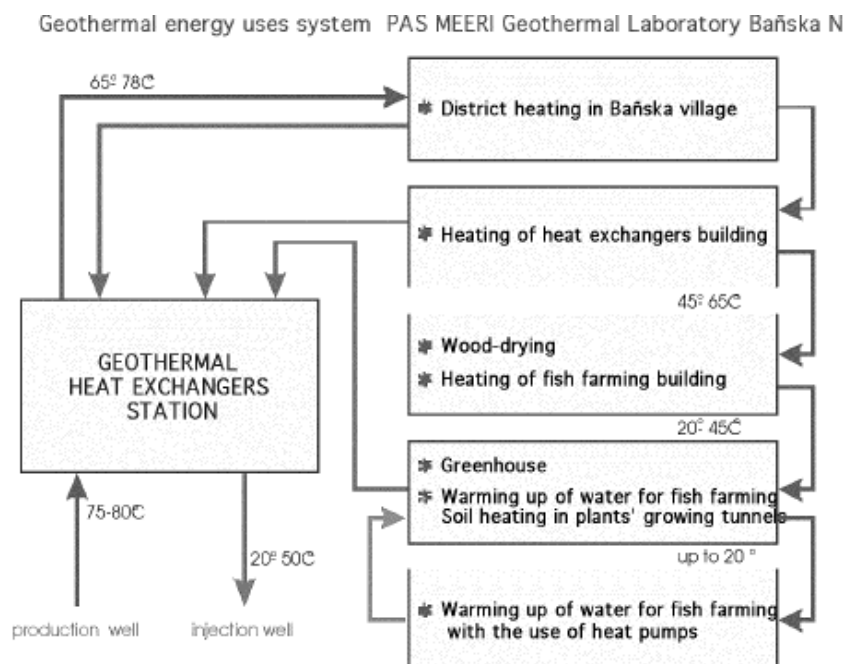 Geothermal energy uses system PAS MEERI Geothermal Laboratory Bańska N
65º 78C
✷ District heating in Bańska village
✷ Heating of heat exchangers building
45º 65C
GEOTHERMAL
HEAT EXCHANGERS
STATION
✷ Wood-drying
✷ Heating of fish farming building
20º 45C
✷ Greenhouse
✷ Warming up of water for fish farming
Soil heating in plants' growing tunnels
75-80C
20º 50C
up to 20 º
✷ Warming up of water for fish farming
with the use of heat pumps
production well
injection well